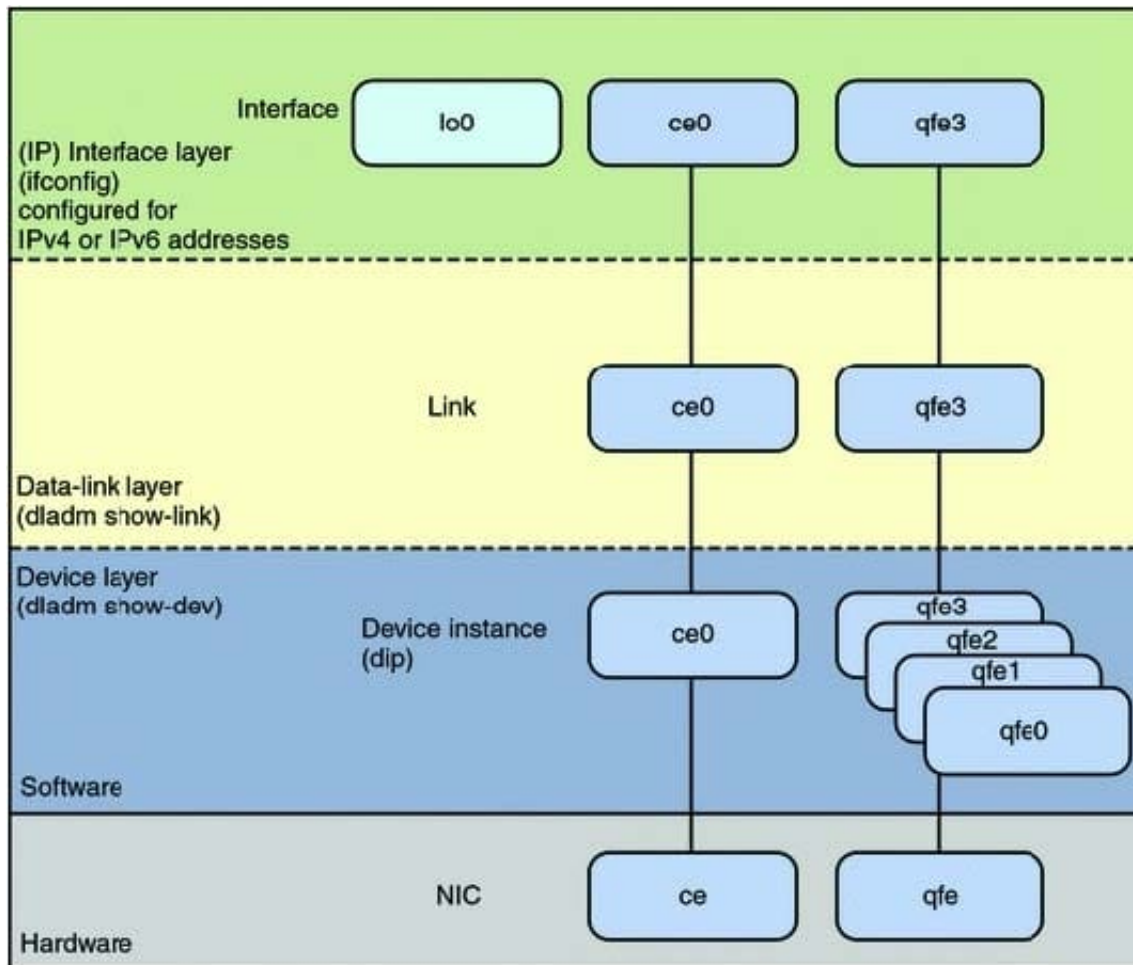 Interface
lo0
ce0
qfe3
(IP) Interface layer
(ifconfig)
configured for
IPv4 or IPv6 addresses
Link
ce0
qfe3
Data-link layer
(dladm show-link)
Device layer
(dladm show-dev)
Device instance
(dip)
ce0
qfe3
qfe2
qfe1
qfe0
Software
NIC
ce
qfe
Hardware